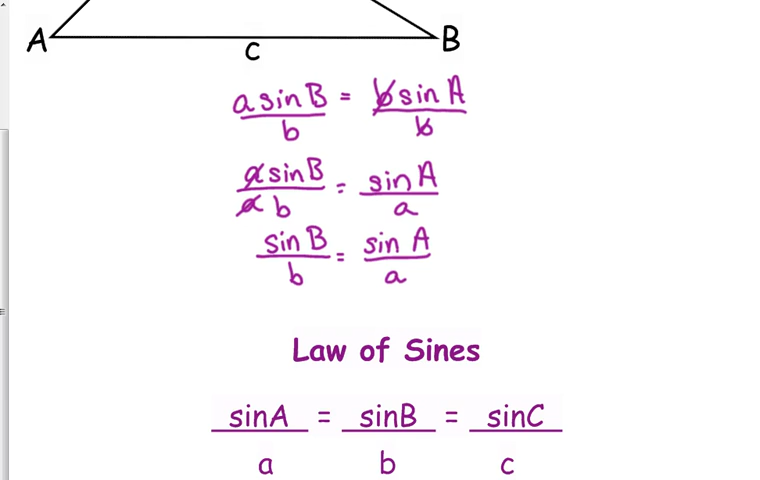 A B
c
a sin B / b = b sin A / b
a sin B / a b = sin A / a
sin B / b = sin A / a
Law of Sines
sinA = sinB = sinC
a b c